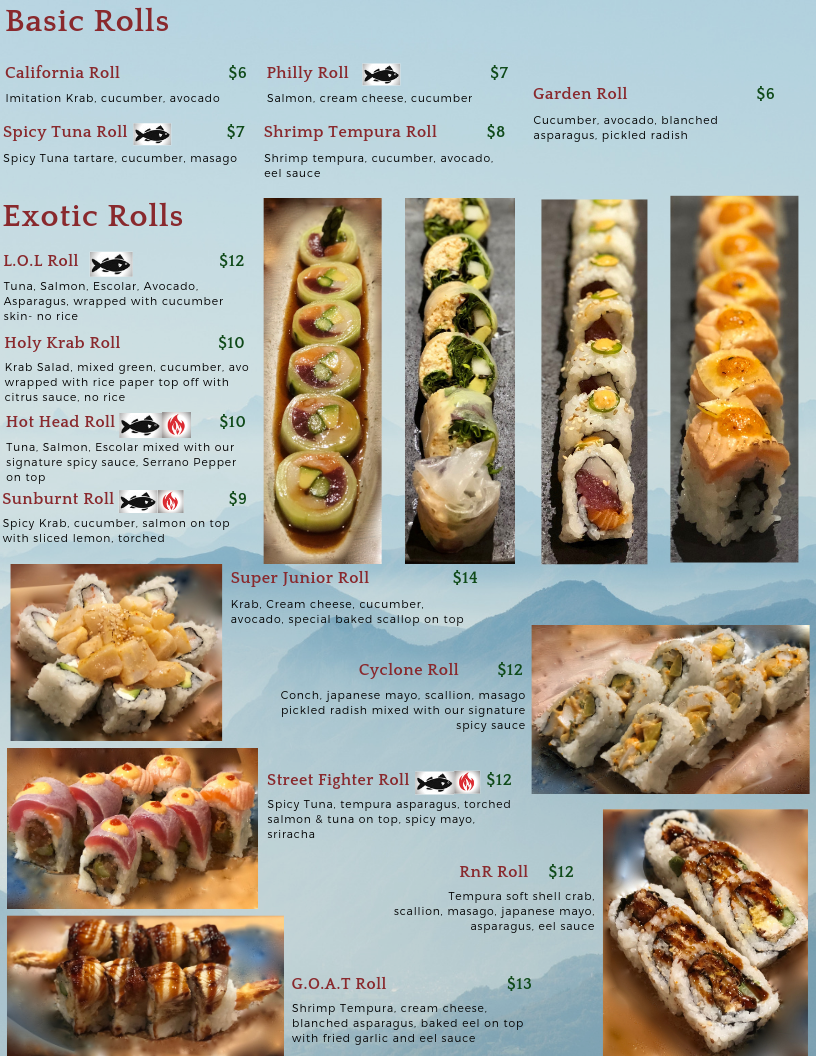 Basic Rolls
California Roll $6
Imitation Krab, cucumber, avocado
Philly Roll $7
Salmon, cream cheese, cucumber
Garden Roll $6
Cucumber, avocado, blanched
asparagus, pickled radish
Spicy Tuna Roll $7
Spicy Tuna tartare, cucumber, masago
Shrimp Tempura Roll $8
Shrimp tempura, cucumber, avocado,
eel sauce
Exotic Rolls
L.O.L Roll $12
Tuna, Salmon, Escolar, Avocado,
Asparagus, wrapped with cucumber
skin- no rice
Holy Krab Roll $10
Krab Salad, mixed green, cucumber, avo
wrapped with rice paper top off with
citrus sauce, no rice
Hot Head Roll $10
Tuna, Salmon, Escolar mixed with our
signature spicy sauce, Serrano Pepper
on top
Sunburnt Roll $9
Spicy Krab, cucumber, salmon on top
with sliced lemon, torched
Super Junior Roll $14
Krab, Cream cheese, cucumber,
avocado, special baked scallop on top
Cyclone Roll $12
Conch, japanese mayo, scallion, masago
pickled radish mixed with our signature
spicy sauce
Street Fighter Roll $12
Spicy Tuna, tempura asparagus, torched
salmon & tuna on top, spicy mayo,
sriracha
RnR Roll $12
Tempura soft shell crab,
scallion, masago, japanese mayo,
asparagus, eel sauce
G.O.A.T Roll $13
Shrimp Tempura, cream cheese,
blanched asparagus, baked eel on top
with fried garlic and eel sauce